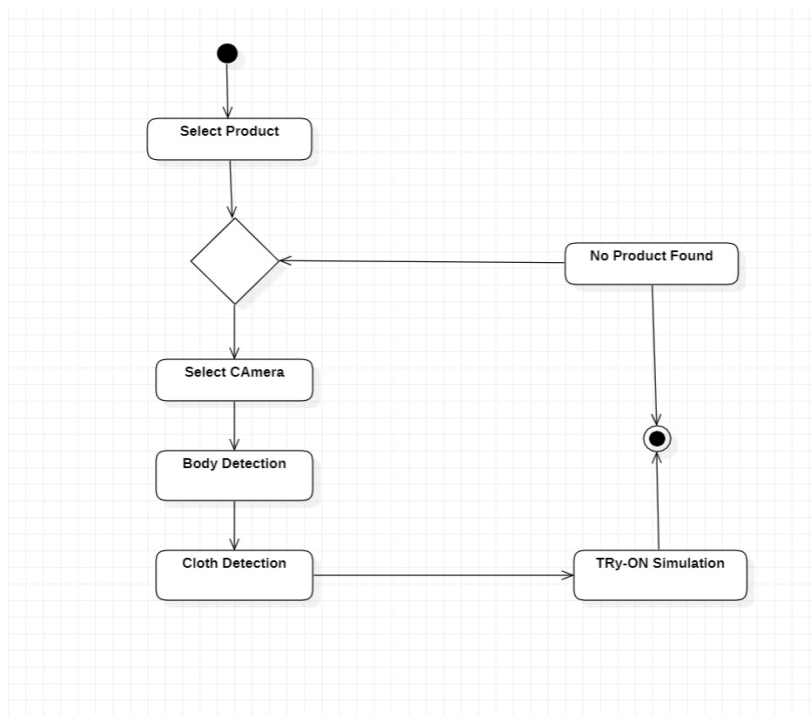 Select Product
No Product Found
Select CAmera
Body Detection
Cloth Detection
TRy-ON Simulation